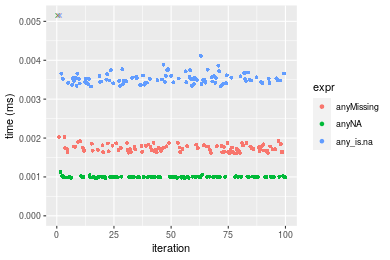 time (ms)
0.005
0.004
0.003
0.002
0.001
0.000
0
25
50
75
100
iteration
expr
anyMissing
anyNA
any_is.na